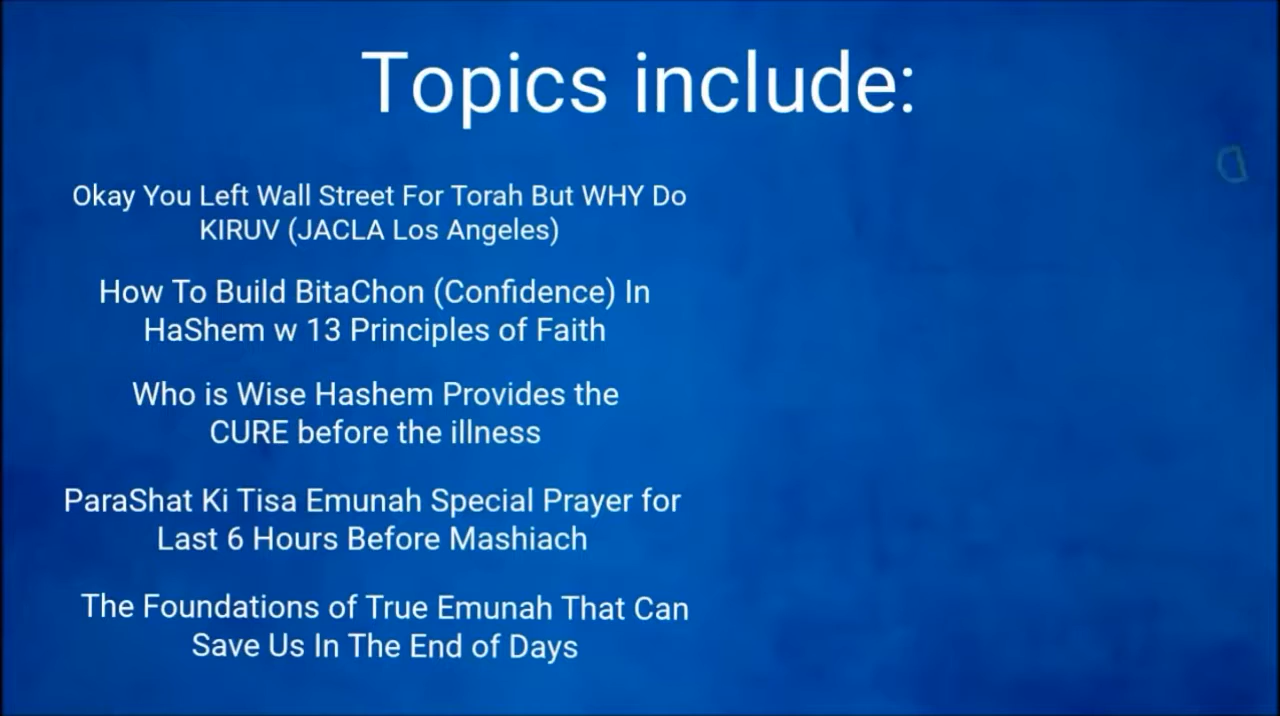 Topics include:
Okay You Left Wall Street For Torah But WHY Do
KIRUV (JACLA Los Angeles)
How To Build BitaChon (Confidence) In
HaShem w 13 Principles of Faith
Who is Wise Hashem Provides the
CURE before the illness
ParaShat Ki Tisa Emunah Special Prayer for
Last 6 Hours Before Mashiach
The Foundations of True Emunah That Can
Save Us In The End of Days